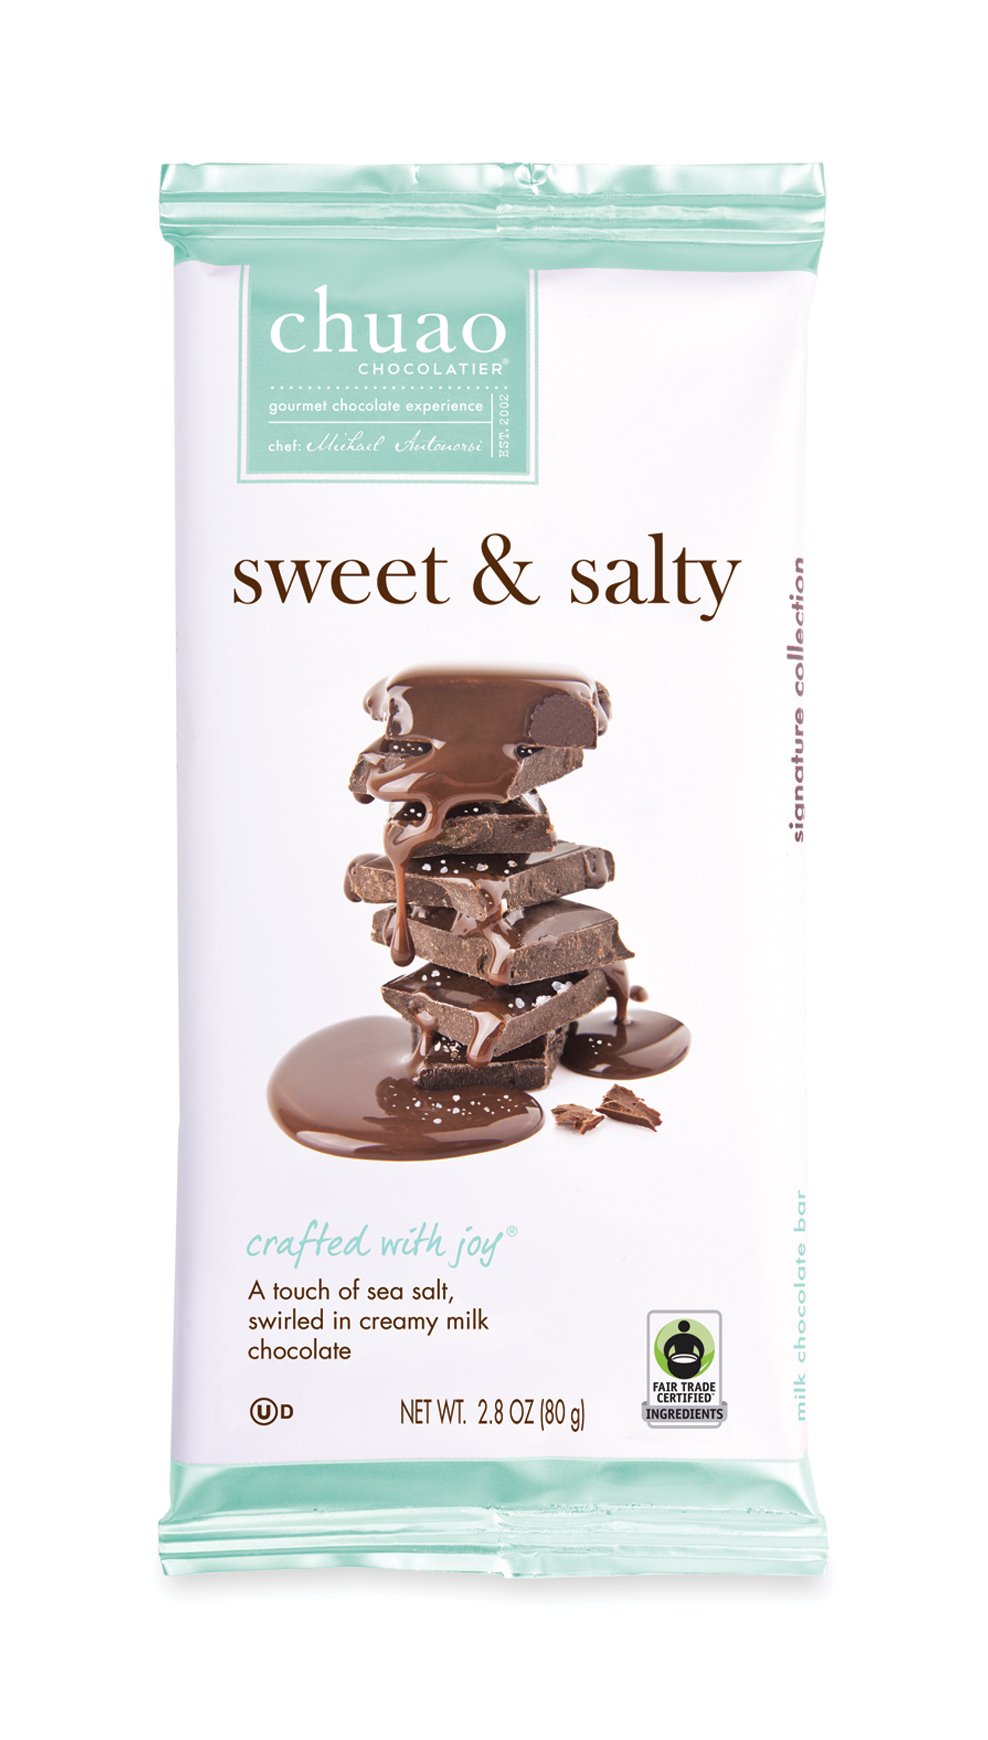 chuao
CHOCOLATIER®
gourmet chocolate experience
chef: Michael Antonorsi
EST. 2002
sweet & salty
signature collection
crafted with joy®
A touch of sea salt,
swirled in creamy milk
chocolate
milk chocolate bar
U D
NET WT. 2.8 OZ (80 g)
FAIR TRADE
CERTIFIED™
INGREDIENTS